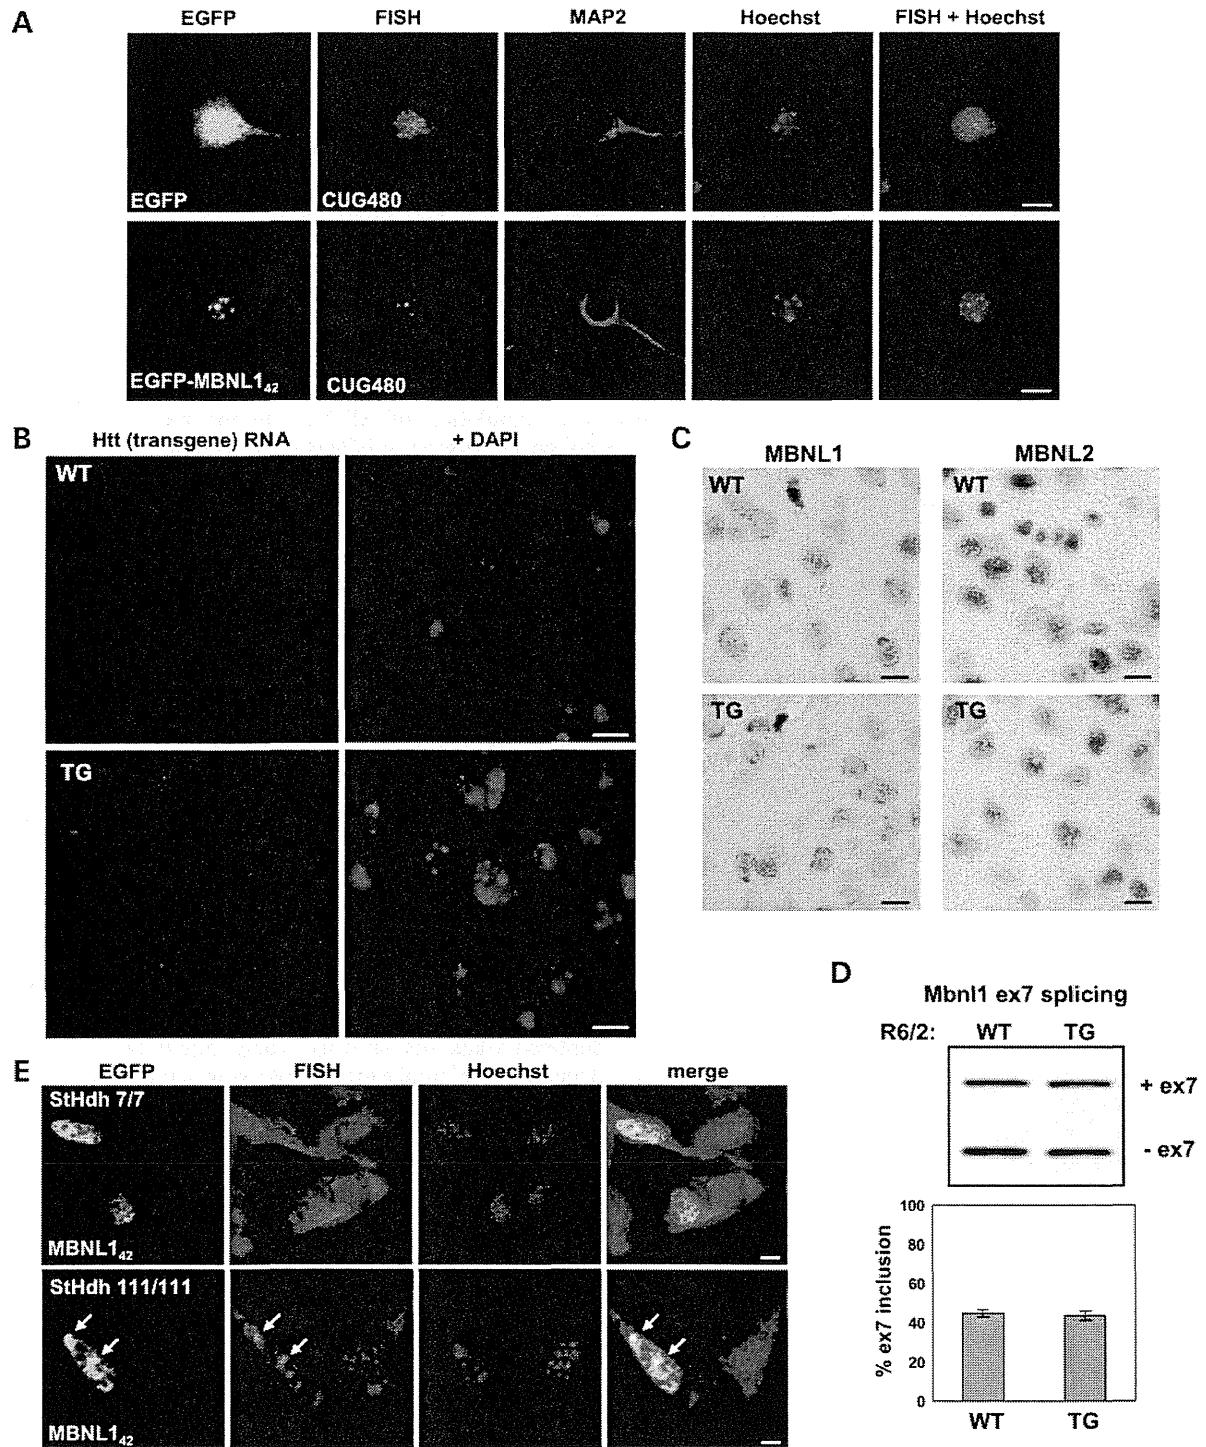 A
EGFP FISH MAP2 Hoechst FISH + Hoechst
EGFP CUG480
EGFP-MBNL1₄₂ CUG480
B
Htt (transgene) RNA + DAPI
WT
TG
C
MBNL1 MBNL2
WT WT
TG TG
D
Mbnl1 ex7 splicing
R6/2: WT TG
+ ex7
- ex7
100
80
60
40
20
0
% ex7 inclusion
WT TG
E
EGFP FISH Hoechst merge
StHdh 7/7
MBNL1₄₂
StHdh 111/111
MBNL1₄₂